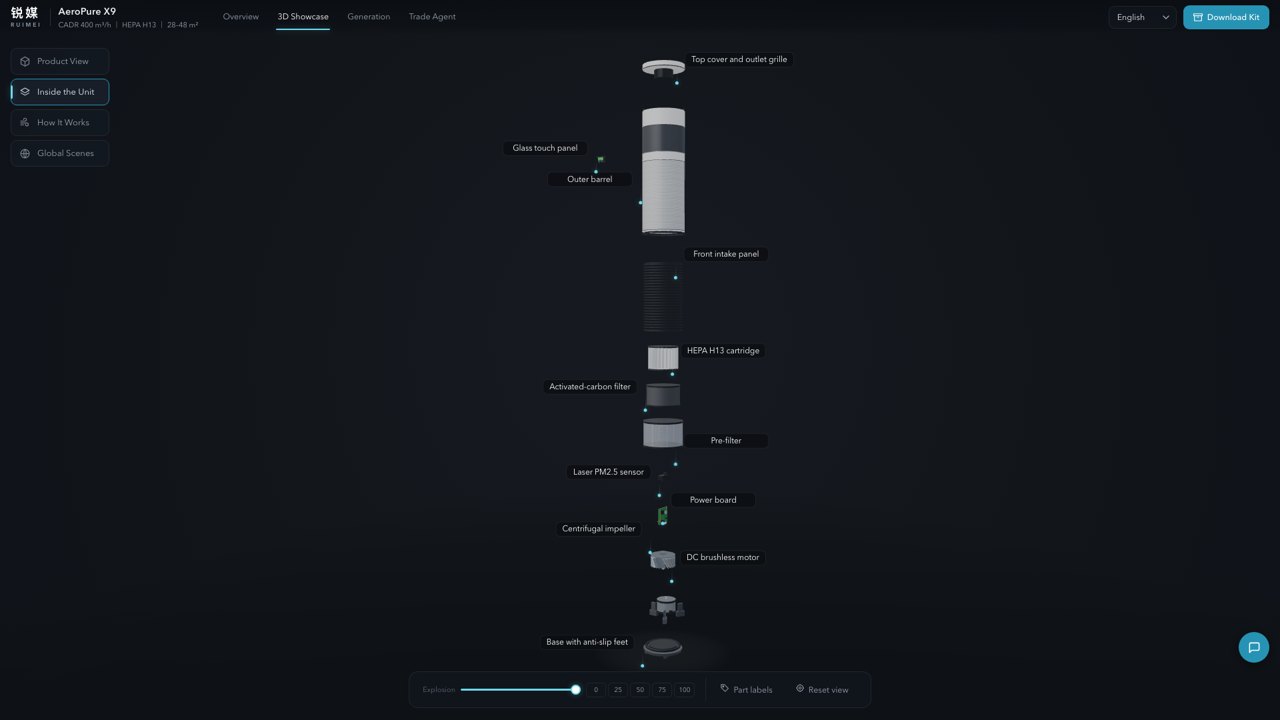 锐媒
RUIMEI
AeroPure X9
CADR 400 m³/h | HEPA H13 | 28-48 m²
Overview
3D Showcase
Generation
Trade Agent
English
Download Kit
Product View
Inside the Unit
How It Works
Global Scenes
Top cover and outlet grille
Glass touch panel
Outer barrel
Front intake panel
HEPA H13 cartridge
Activated-carbon filter
Pre-filter
Laser PM2.5 sensor
Power board
Centrifugal impeller
DC brushless motor
Base with anti-slip feet
Explosion
0
25
50
75
100
Part labels
Reset view